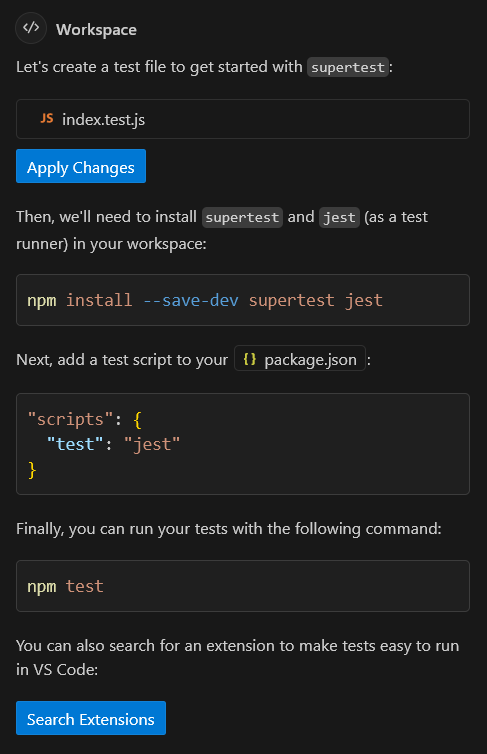 </> Workspace
Let's create a test file to get started with supertest:
JS index.test.js
Apply Changes
Then, we'll need to install supertest and jest (as a test
runner) in your workspace:
npm install --save-dev supertest jest
Next, add a test script to your {} package.json:
"scripts": {
  "test": "jest"
}
Finally, you can run your tests with the following command:
npm test
You can also search for an extension to make tests easy to run
in VS Code:
Search Extensions